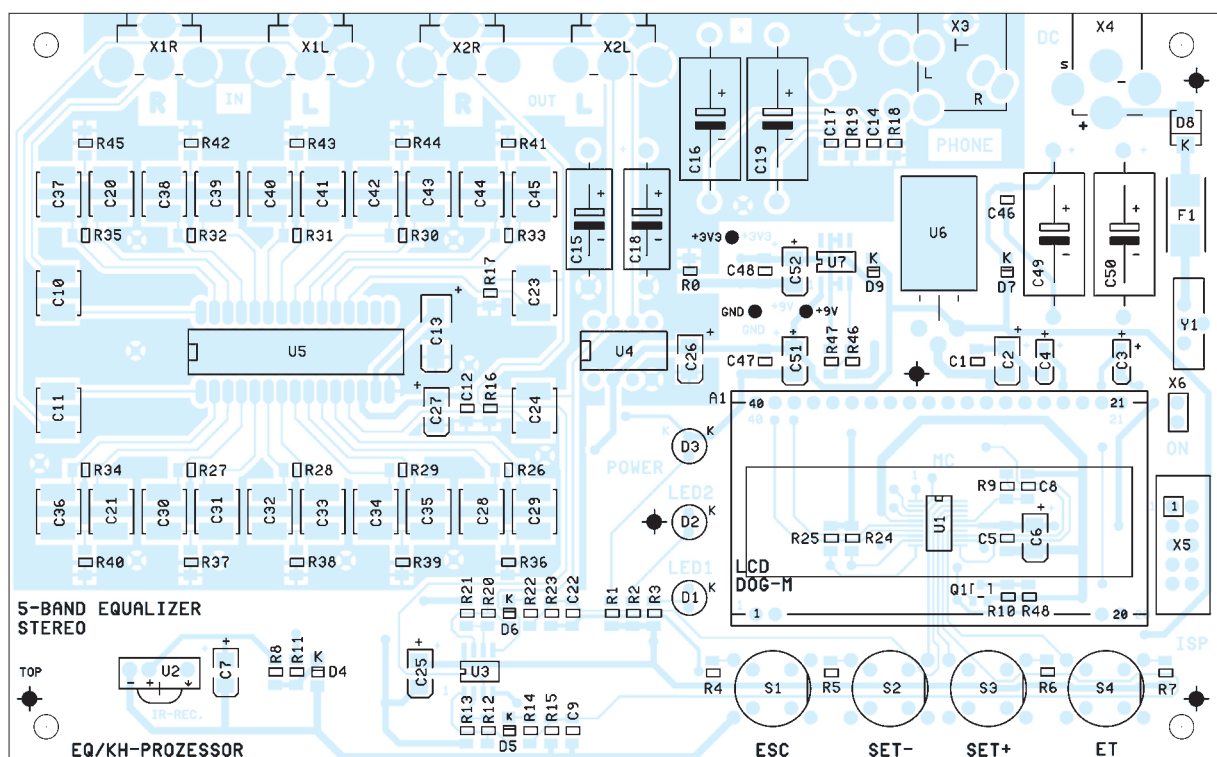 X1R X1L X2R X2L X3 X4
R IN L R OUT L L R DC S - +
C16 C19 C17 R19 C14 R18 PHONE D8 K
R45 R42 R43 R44 R41
C37 C20 C38 C39 C40 C41 C42 C43 C44 C45 C15 C18 U6 C46 C49 C50 F1
R35 R32 R31 R30 R33
+3V3 +3V3
C10 R17 C23 R0 C48 C52 U7 K D9 K D7
GND +9V +9V GND
C13 U5 U4 C26 C47 C51 R47 R46 C1 C2 C4 C3 Y1
C11 C27 C12 R16 C24 A1 40 21 X6
40 21
K D3 K ON
R34 R27 R28 R29 R26 POWER MC
C36 C21 C30 C31 C32 C33 C34 C35 C28 C29 LED2 K D2 R9 C8 U1 1
R25 R24 C5 C6 X5
R40 R37 R38 R39 R36 LED1 K D1 LCD
DOG-M Q1
5-BAND EQUALIZER
STEREO
R21 R20 K D6 R22 R23 C22 R1 R2 R3 1 R10 R48 20
ISP
TOP U2 - + C7 R8 R11 K D4 C25 U3 1 R4 S1 R5 S2 S3 R6 S4 R7
IR-REC. R13 R12 K D5 R14 R15 C9
EQ/KH-PROZESSOR ESC SET- SET+ ET